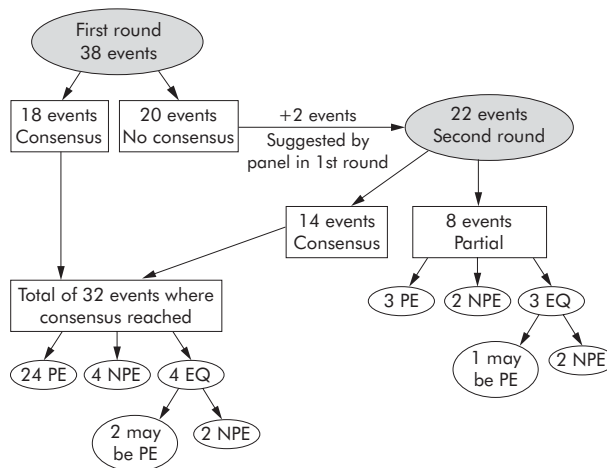 First round
38 events
18 events
Consensus
20 events
No consensus
+2 events
Suggested by
panel in 1st round
22 events
Second round
14 events
Consensus
8 events
Partial
Total of 32 events where
consensus reached
3 PE
2 NPE
3 EQ
1 may
be PE
2 NPE
24 PE
4 NPE
4 EQ
2 may
be PE
2 NPE